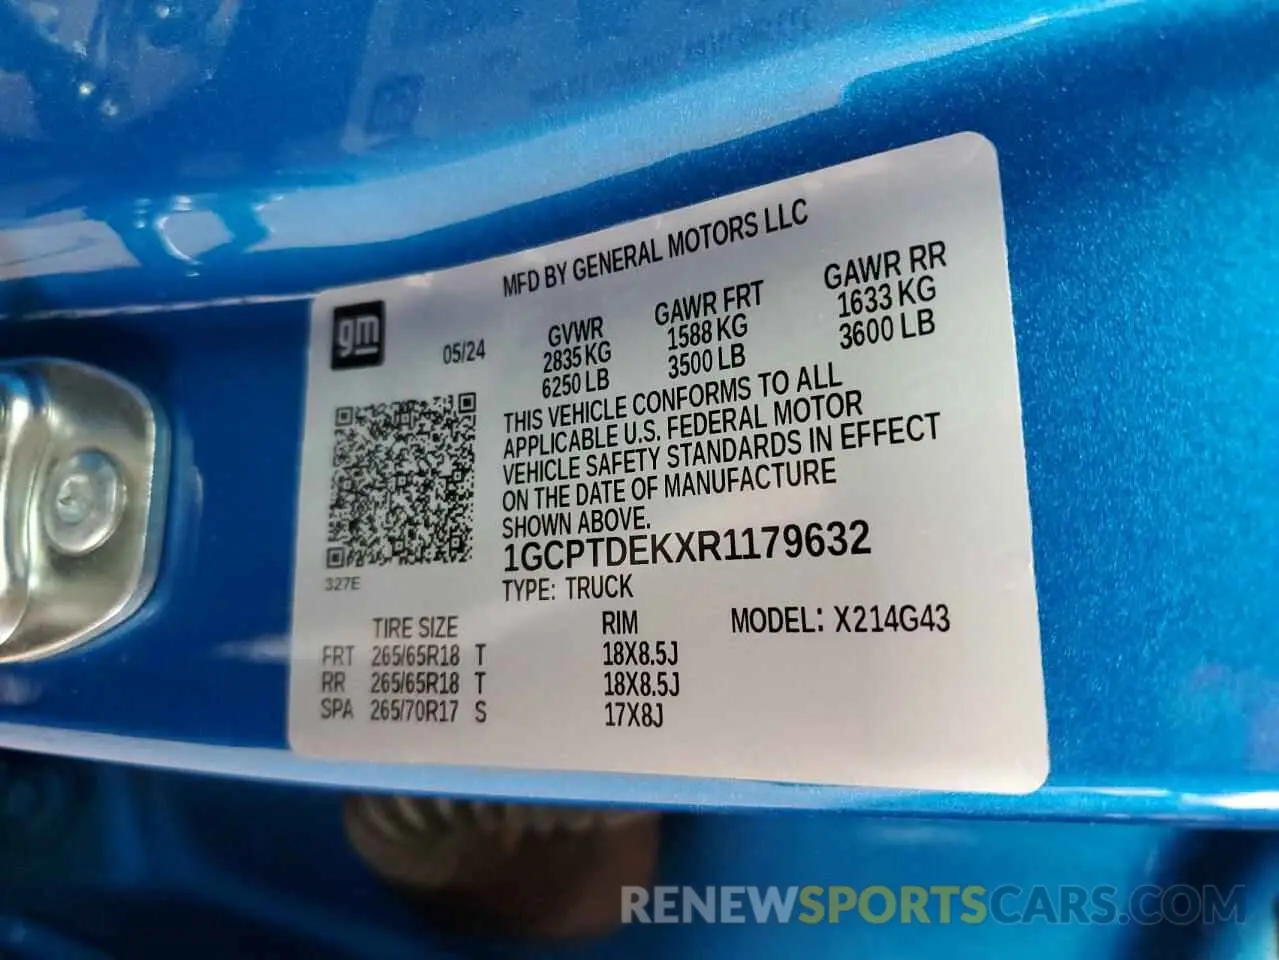 MFD BY GENERAL MOTORS LLC
gm
05/24
GVWR GAWR FRT GAWR RR
2835 KG 1588 KG 1633 KG
6250 LB 3500 LB 3600 LB
THIS VEHICLE CONFORMS TO ALL
APPLICABLE U.S. FEDERAL MOTOR
VEHICLE SAFETY STANDARDS IN EFFECT
ON THE DATE OF MANUFACTURE
SHOWN ABOVE.
1GCPTDEKXR1179632
327E
TYPE: TRUCK
TIRE SIZE RIM MODEL: X214G43
FRT 265/65R18 T 18X8.5J
RR 265/65R18 T 18X8.5J
SPA 265/70R17 S 17X8J
RENEWSPORTSCARS.COM